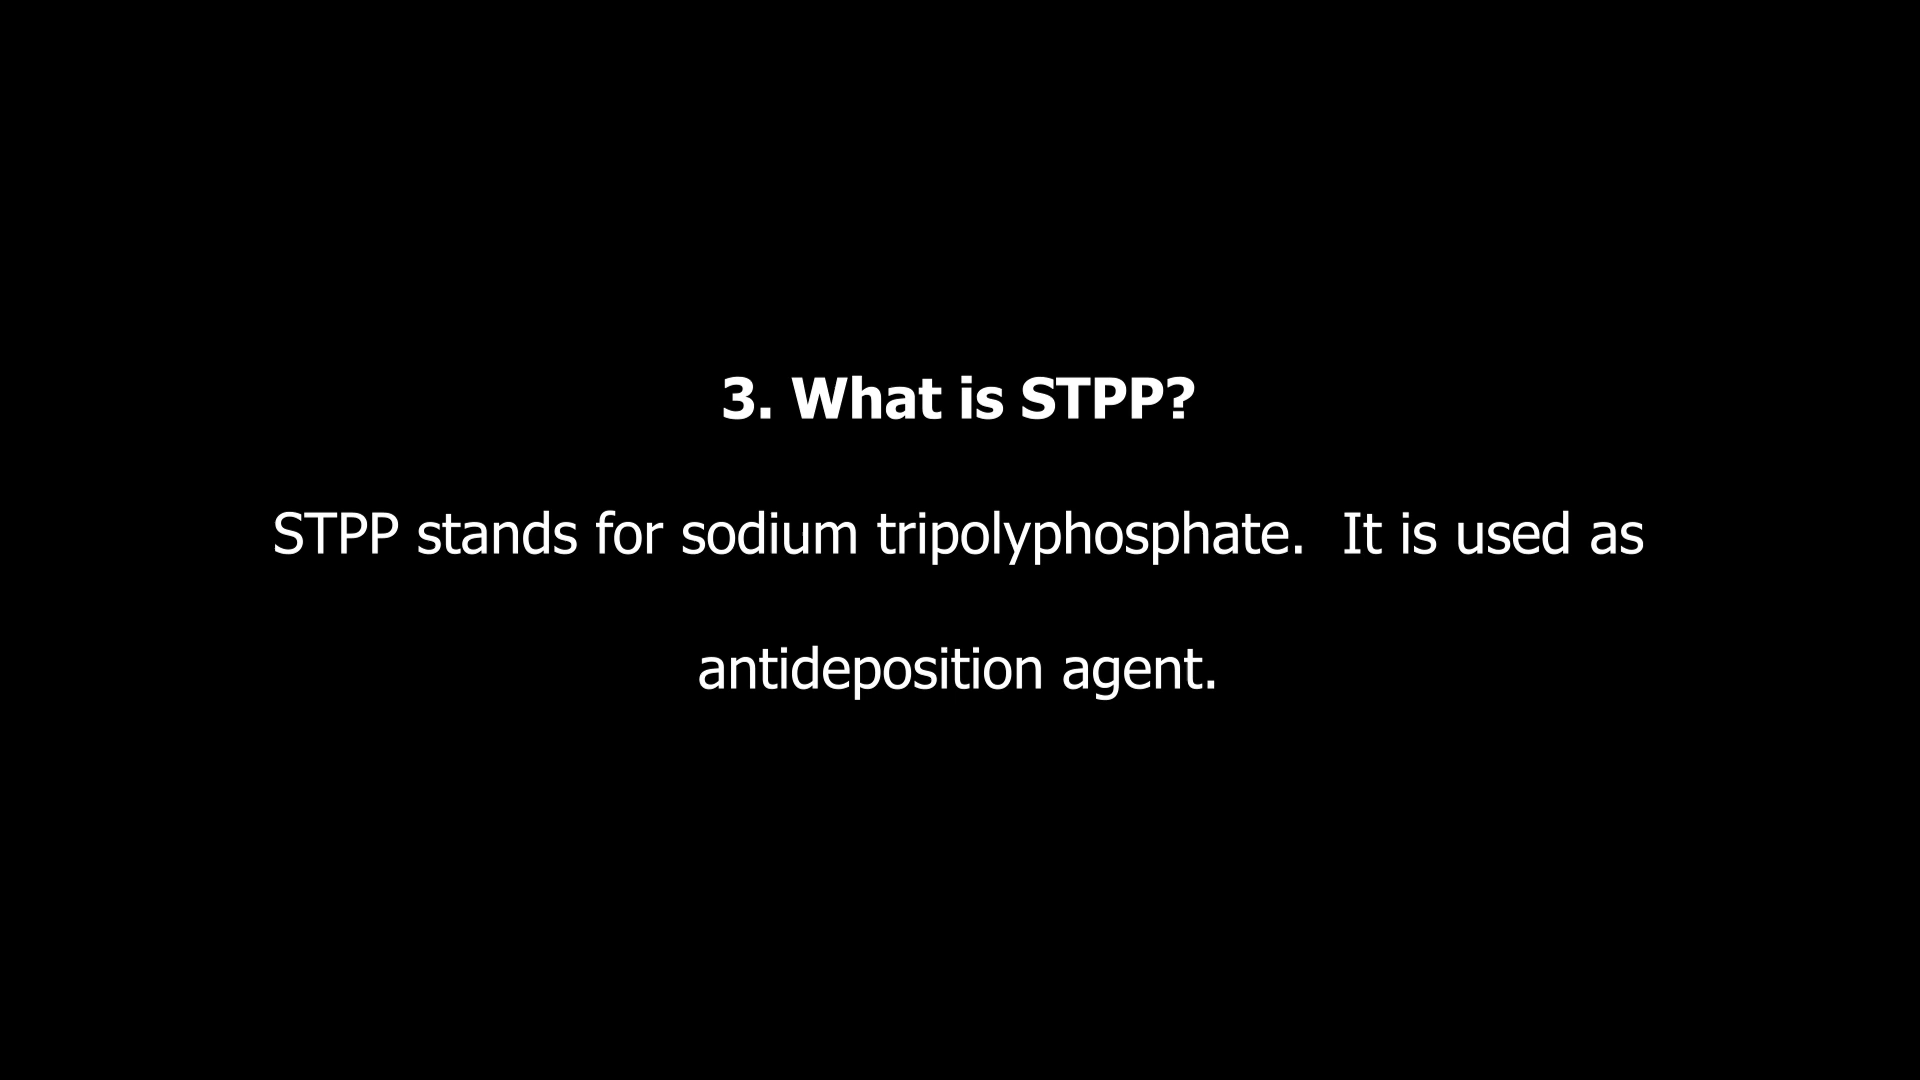 3. What is STPP?
STPP stands for sodium tripolyphosphate.  It is used as
antideposition agent.